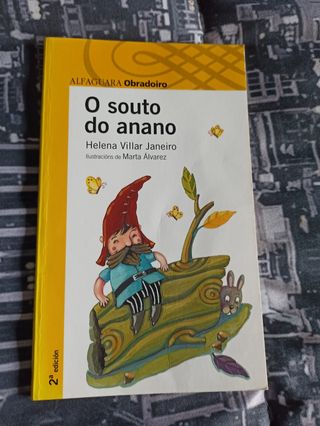 ALFAGUARA Obradoiro
O souto
do anano
Helena Villar Janeiro
Ilustracións de Marta Álvarez
2ª edición